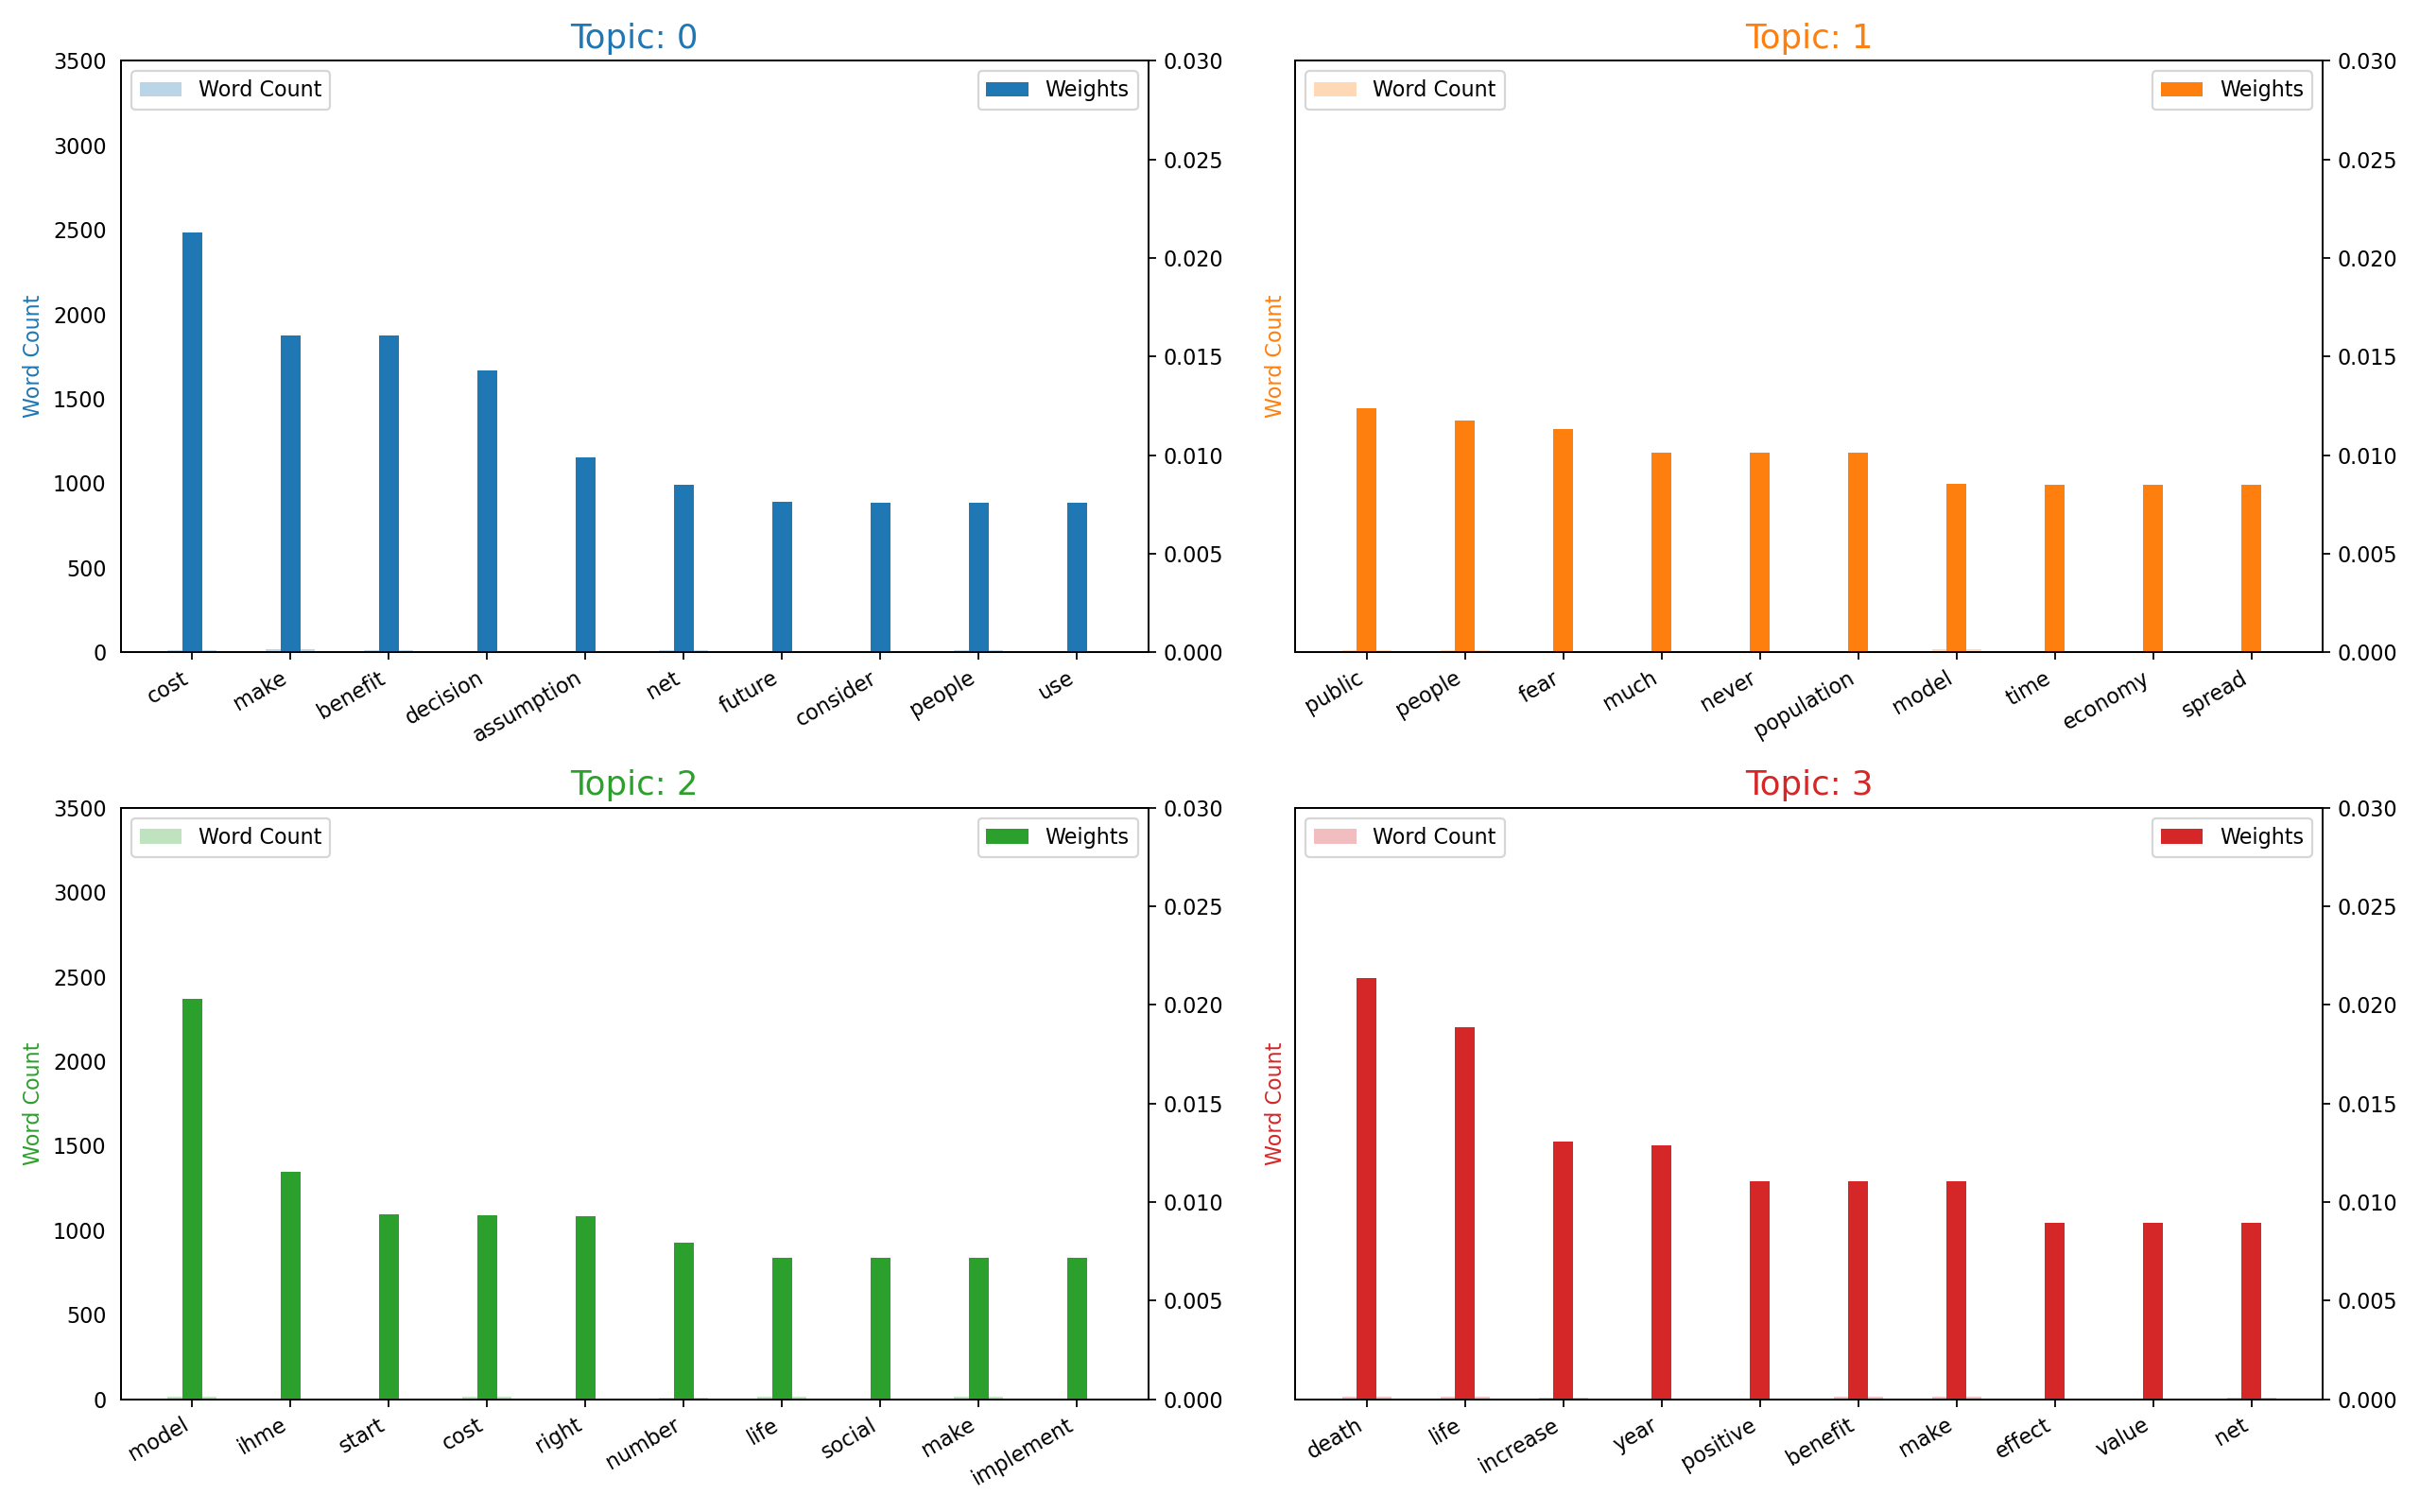 Topic: 0
3500
3000
2500
2000
1500
1000
500
0
Word Count
Word Count
Weights
0.030
0.025
0.020
0.015
0.010
0.005
0.000
cost
make
benefit
decision
assumption
net
future
consider
people
use
Topic: 1
Word Count
Word Count
Weights
0.030
0.025
0.020
0.015
0.010
0.005
0.000
public
people
fear
much
never
population
model
time
economy
spread
Topic: 2
3500
3000
2500
2000
1500
1000
500
0
Word Count
Word Count
Weights
0.030
0.025
0.020
0.015
0.010
0.005
0.000
model
ihme
start
cost
right
number
life
social
make
implement
Topic: 3
Word Count
Word Count
Weights
0.030
0.025
0.020
0.015
0.010
0.005
0.000
death
life
increase
year
positive
benefit
make
effect
value
net